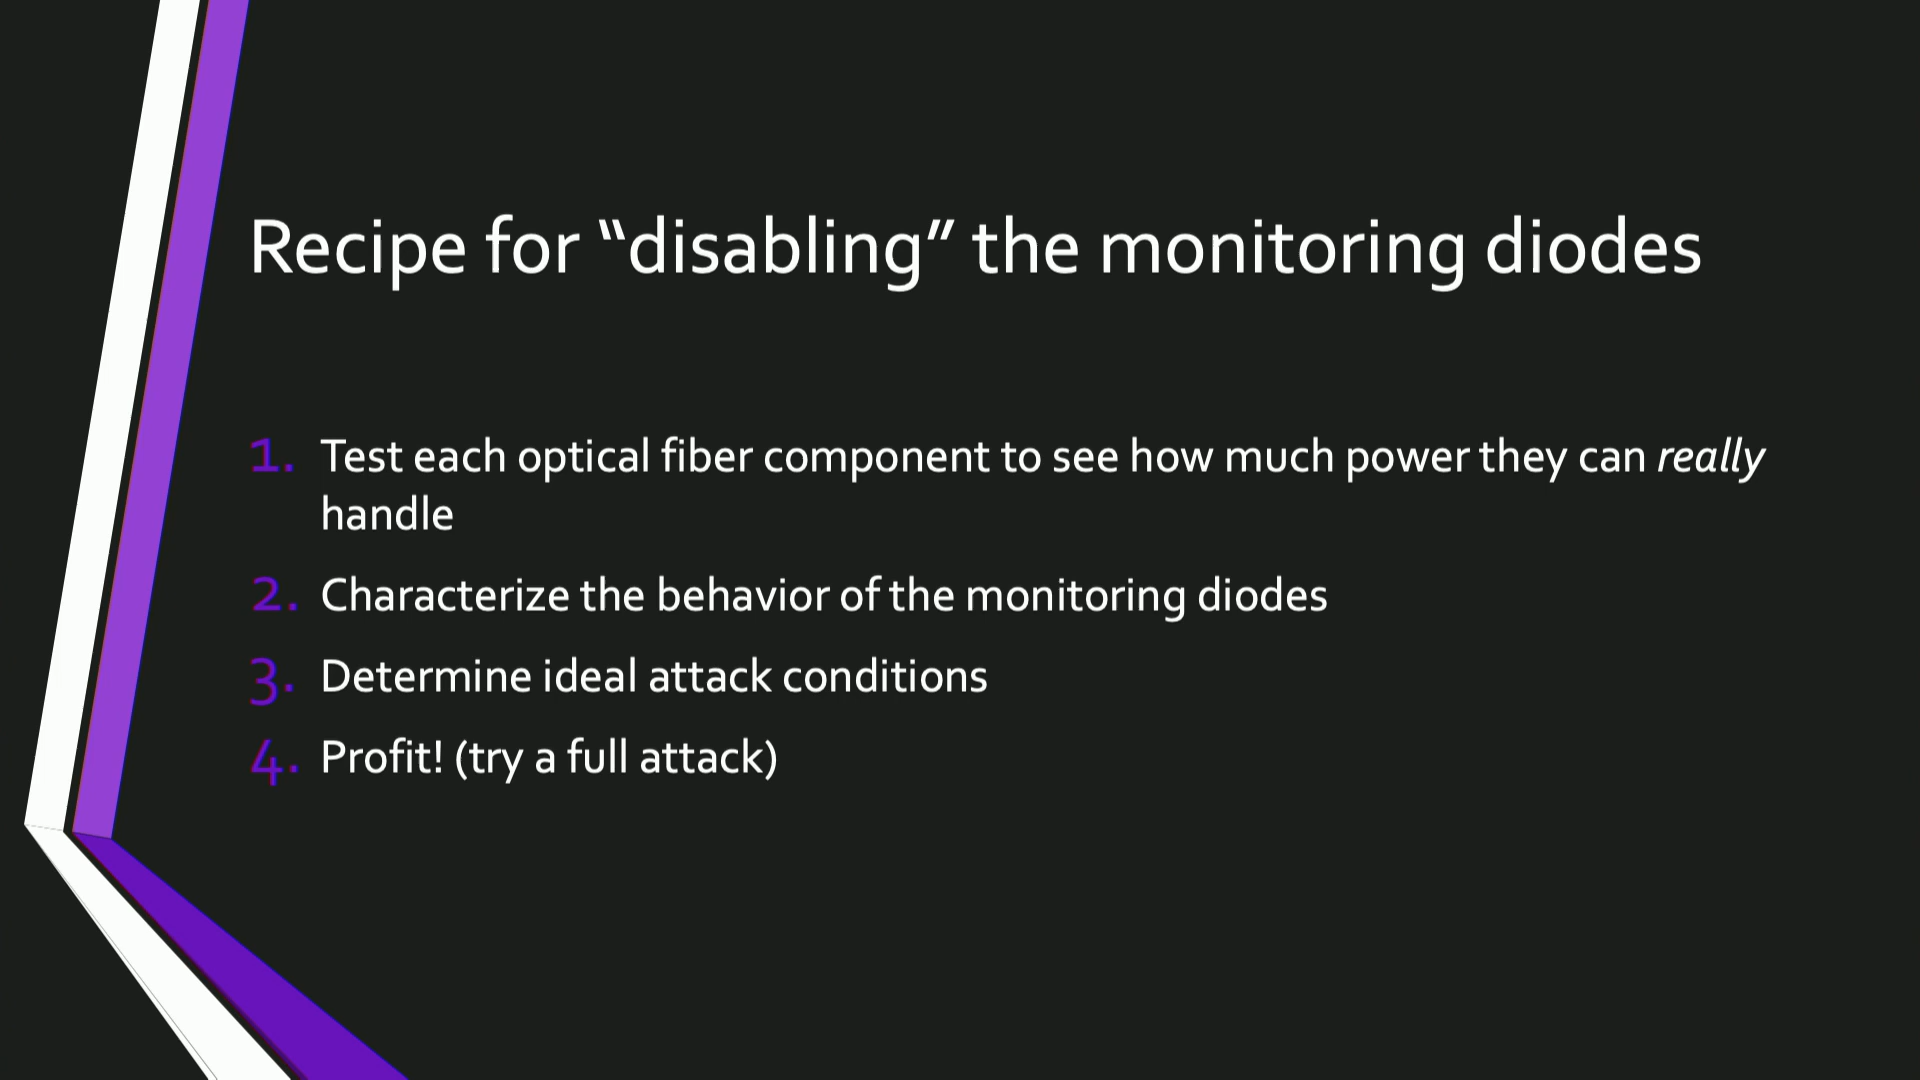 Recipe for “disabling” the monitoring diodes
1. Test each optical fiber component to see how much power they can really
handle
2. Characterize the behavior of the monitoring diodes
3. Determine ideal attack conditions
4. Profit! (try a full attack)